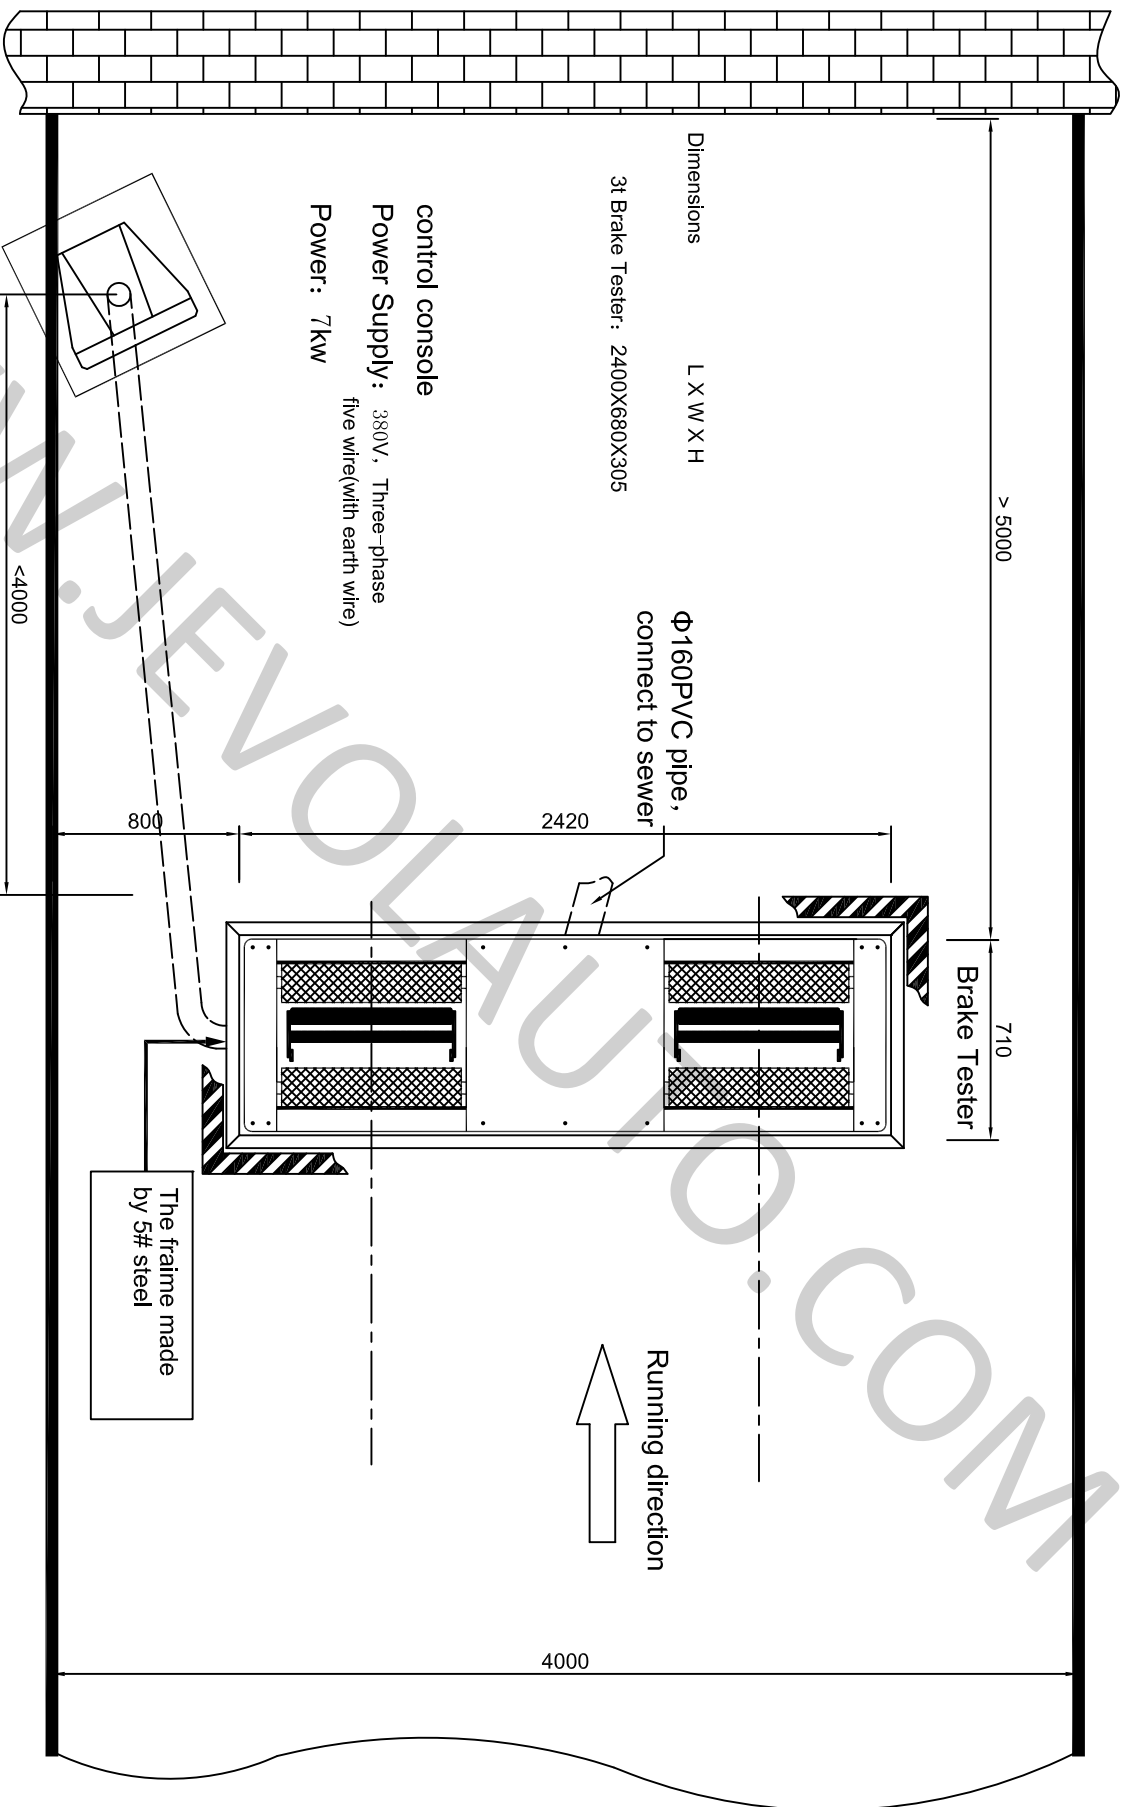 > 5000
710
Brake Tester
Dimensions L X W X H
3t Brake Tester: 2400X680X305
Φ160PVC pipe,
connect to sewer
control console
Power Supply: 380V, Three-phase
five wire(with earth wire)
Power: 7kw
Running direction
2420
800
4000
<4000
The fraime made
by 5# steel
W.JEVOLAUTO.COM